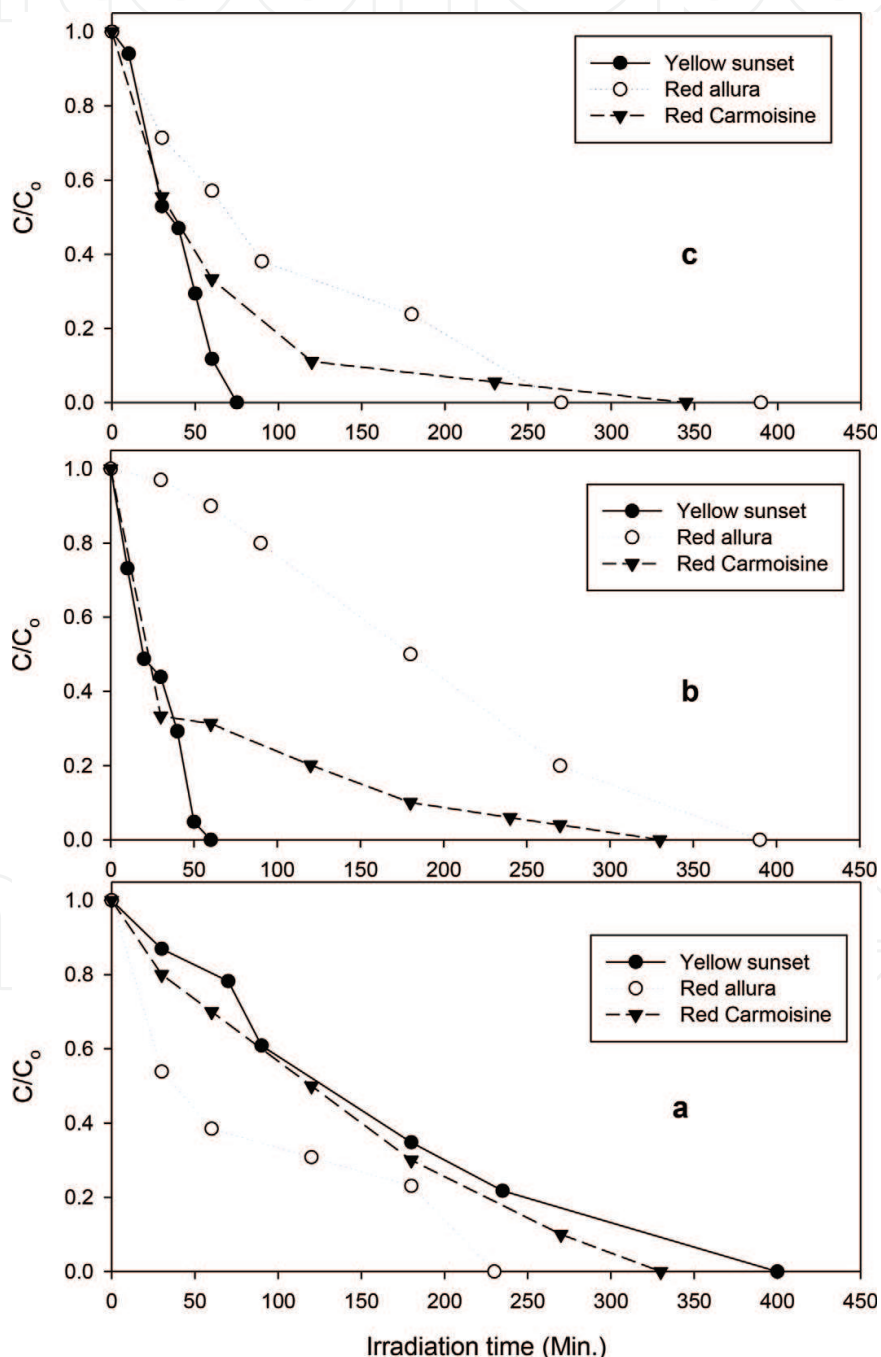 Yellow sunset
Red allura
Red Carmoisine
1.0
0.8
0.6
0.4
0.2
0.0
C/Co
c
0 50 100 150 200 250 300 350 400 450
Yellow sunset
Red allura
Red Carmoisine
1.0
0.8
0.6
0.4
0.2
0.0
C/Co
b
0 50 100 150 200 250 300 350 400 450
Yellow sunset
Red allura
Red Carmoisine
1.0
0.8
0.6
0.4
0.2
0.0
C/Co
a
0 50 100 150 200 250 300 350 400 450
Irradiation time (Min.)